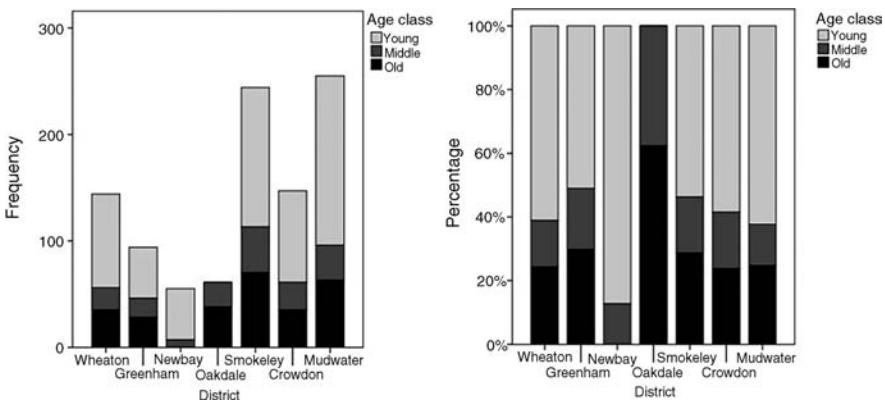 Age class
Young
Middle
Old
Frequency
300
200
100
0
Wheaton
Greenham
Newbay
Oakdale
Smokeley
Crowdon
Mudwater
District
Age class
Young
Middle
Old
Percentage
100%
80%
60%
40%
20%
0%
Wheaton
Greenham
Newbay
Oakdale
Smokeley
Crowdon
Mudwater
District